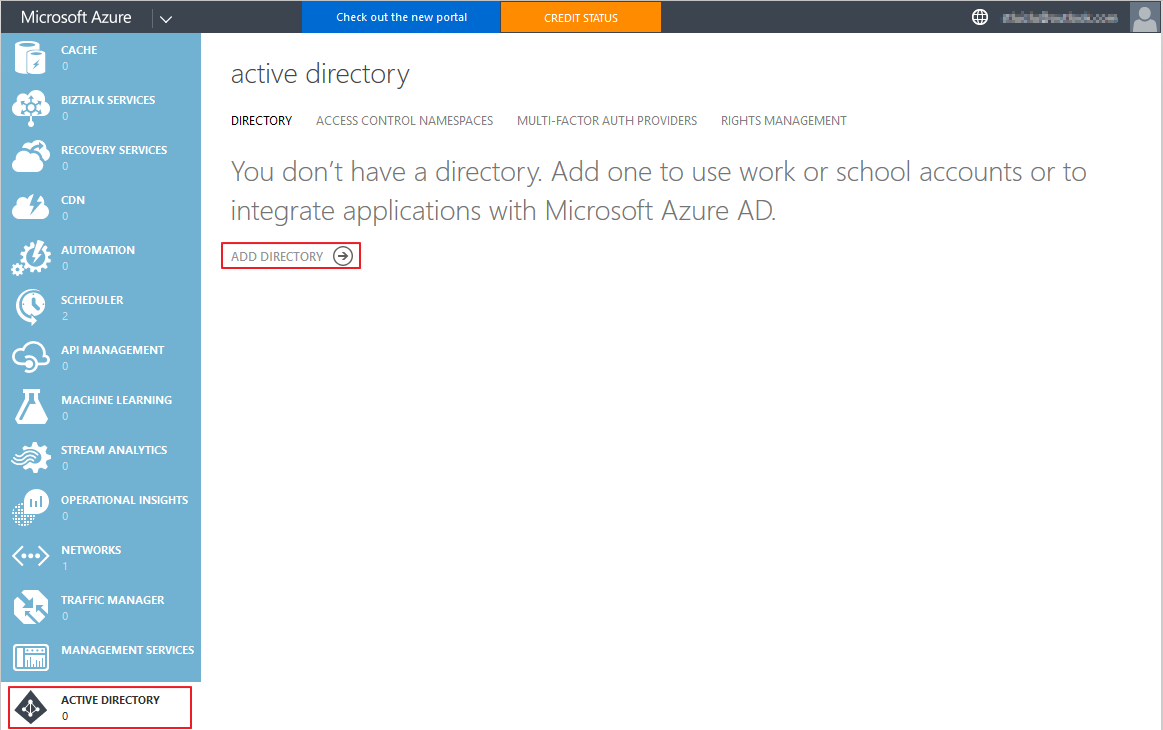 Microsoft Azure
Check out the new portal
CREDIT STATUS
CACHE
0
BIZTALK SERVICES
0
RECOVERY SERVICES
0
CDN
0
AUTOMATION
0
SCHEDULER
2
API MANAGEMENT
0
MACHINE LEARNING
0
STREAM ANALYTICS
0
OPERATIONAL INSIGHTS
0
NETWORKS
1
TRAFFIC MANAGER
0
MANAGEMENT SERVICES
ACTIVE DIRECTORY
0
active directory
DIRECTORY ACCESS CONTROL NAMESPACES MULTI-FACTOR AUTH PROVIDERS RIGHTS MANAGEMENT
You don’t have a directory. Add one to use work or school accounts or to
integrate applications with Microsoft Azure AD.
ADD DIRECTORY